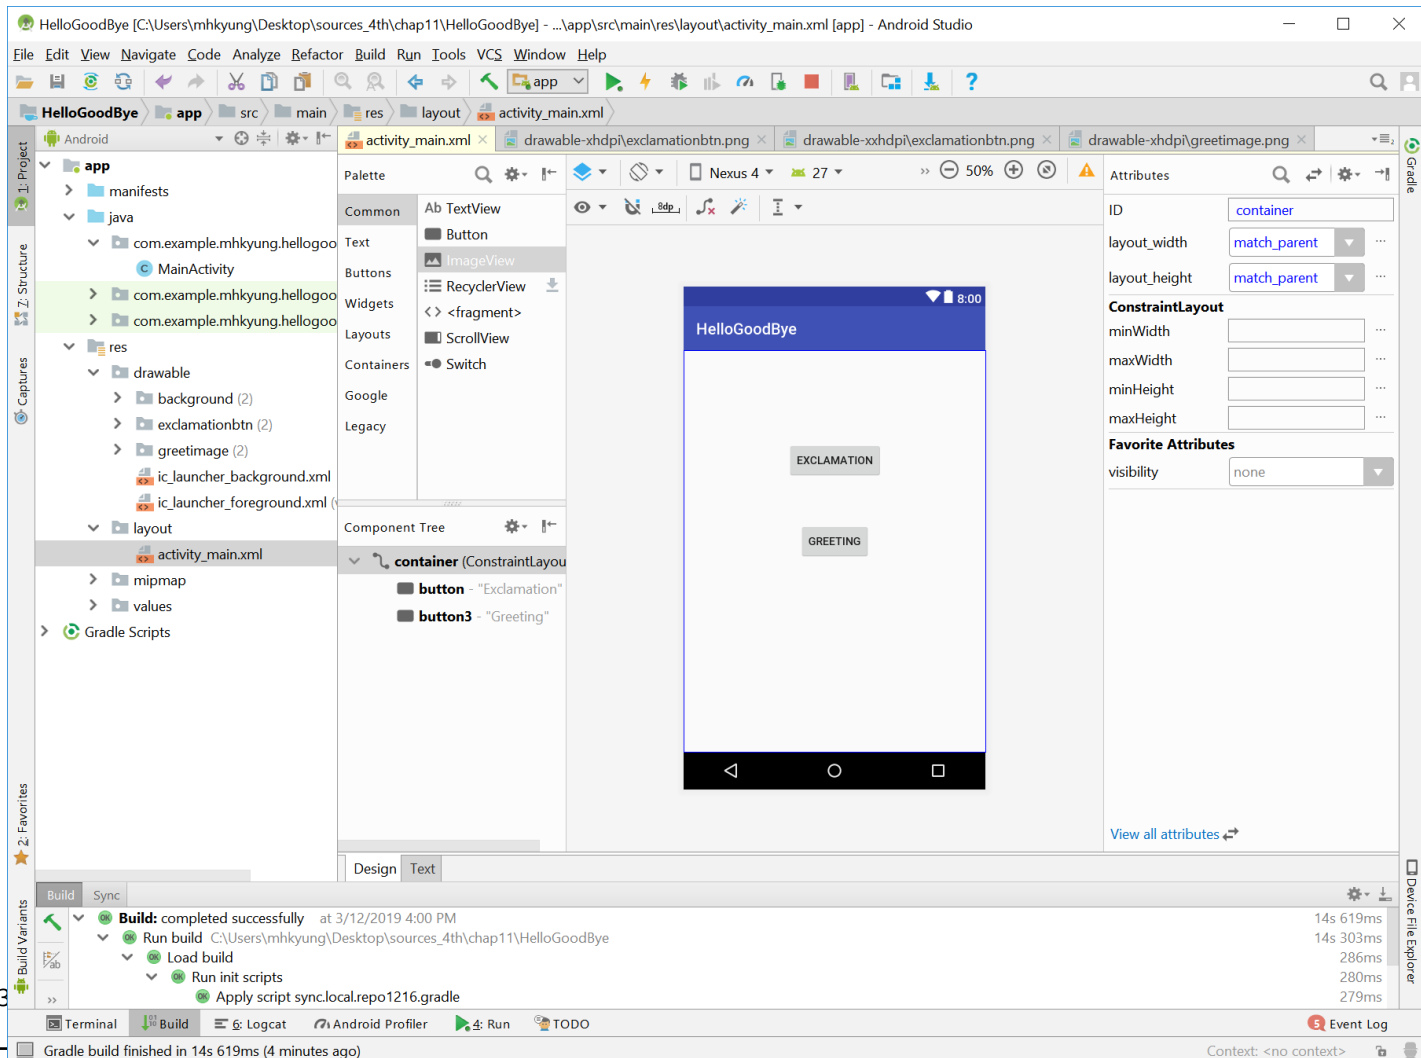 HelloGoodBye [C:\Users\mhkyung\Desktop\sources_4th\chap11\HelloGoodBye] - ...\app\src\main\res\layout\activity_main.xml [app] - Android Studio
File Edit View Navigate Code Analyze Refactor Build Run Tools VCS Window Help
app
HelloGoodBye app src main res layout activity_main.xml
1: Project
Z: Structure
Captures
2: Favorites
Build Variants
Android
app
manifests
java
com.example.mhkyung.hellogoo
MainActivity
com.example.mhkyung.hellogoo
com.example.mhkyung.hellogoo
res
drawable
background (2)
exclamationbtn (2)
greetimage (2)
ic_launcher_background.xml
ic_launcher_foreground.xml (
layout
activity_main.xml
mipmap
values
Gradle Scripts
activity_main.xml drawable-xhdpi\exclamationbtn.png drawable-xxhdpi\exclamationbtn.png drawable-xhdpi\greetimage.png
Palette
Common
Text
Buttons
Widgets
Layouts
Containers
Google
Legacy
Ab TextView
Button
ImageView
RecyclerView
<fragment>
ScrollView
Switch
Component Tree
container (ConstraintLayou
button - "Exclamation"
button3 - "Greeting"
Nexus 4 27 » 50%
8dp
8:00
HelloGoodBye
EXCLAMATION
GREETING
Design Text
Attributes
ID container
layout_width match_parent ...
layout_height match_parent ...
ConstraintLayout
minWidth ...
maxWidth ...
minHeight ...
maxHeight ...
Favorite Attributes
visibility none
View all attributes
Gradle
Device File Explorer
Build Sync
Build: completed successfully at 3/12/2019 4:00 PM 14s 619ms
Run build C:\Users\mhkyung\Desktop\sources_4th\chap11\HelloGoodBye 14s 303ms
Load build 286ms
Run init scripts 280ms
Apply script sync.local.repo1216.gradle 279ms
3
Terminal Build 6: Logcat Android Profiler 4: Run TODO 5 Event Log
Gradle build finished in 14s 619ms (4 minutes ago) Context: <no context>